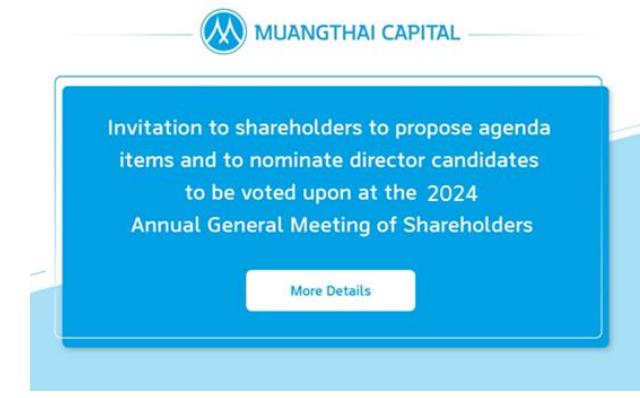 MUANGTHAI CAPITAL
Invitation to shareholders to propose agenda
items and to nominate director candidates
to be voted upon at the 2024
Annual General Meeting of Shareholders
More Details